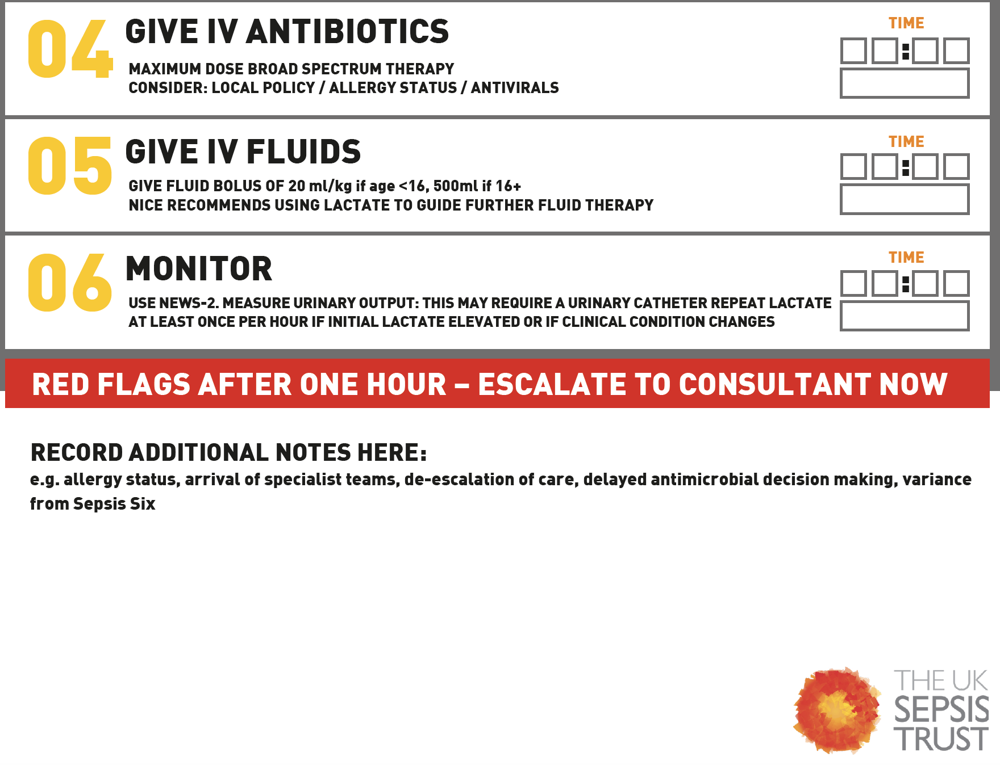 04 GIVE IV ANTIBIOTICS
TIME
:
MAXIMUM DOSE BROAD SPECTRUM THERAPY
CONSIDER: LOCAL POLICY / ALLERGY STATUS / ANTIVIRALS
05 GIVE IV FLUIDS
TIME
:
GIVE FLUID BOLUS OF 20 ml/kg if age <16, 500ml if 16+
NICE RECOMMENDS USING LACTATE TO GUIDE FURTHER FLUID THERAPY
06 MONITOR
TIME
:
USE NEWS-2. MEASURE URINARY OUTPUT: THIS MAY REQUIRE A URINARY CATHETER REPEAT LACTATE
AT LEAST ONCE PER HOUR IF INITIAL LACTATE ELEVATED OR IF CLINICAL CONDITION CHANGES
RED FLAGS AFTER ONE HOUR – ESCALATE TO CONSULTANT NOW
RECORD ADDITIONAL NOTES HERE:
e.g. allergy status, arrival of specialist teams, de-escalation of care, delayed antimicrobial decision making, variance
from Sepsis Six
THE UK
SEPSIS
TRUST